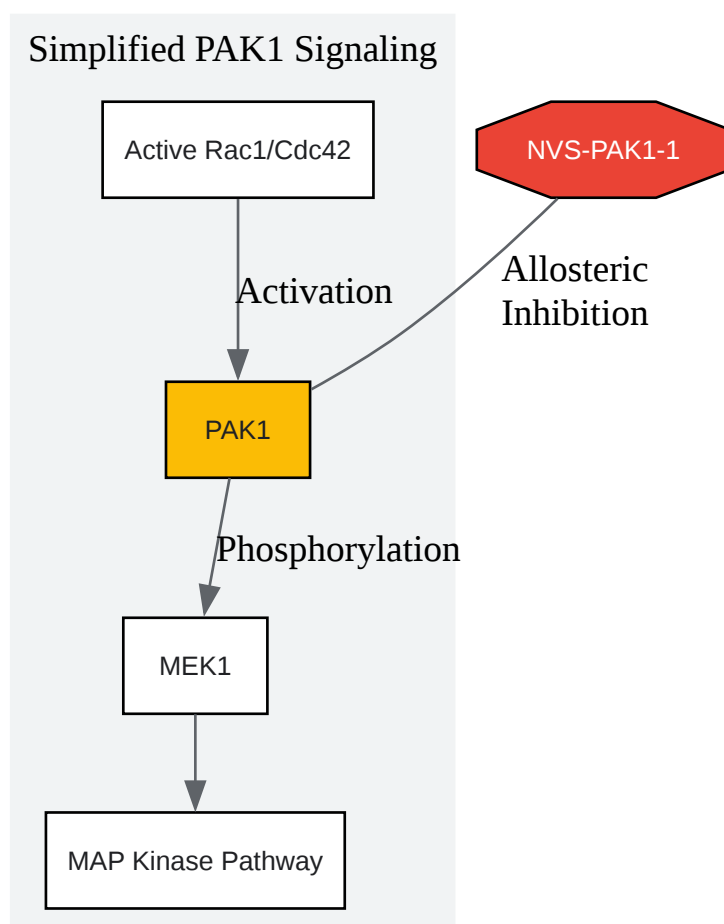 Simplified PAK1 Signaling
Active Rac1/Cdc42
NVS-PAK1-1
Activation
Allosteric
Inhibition
PAK1
Phosphorylation
MEK1
MAP Kinase Pathway